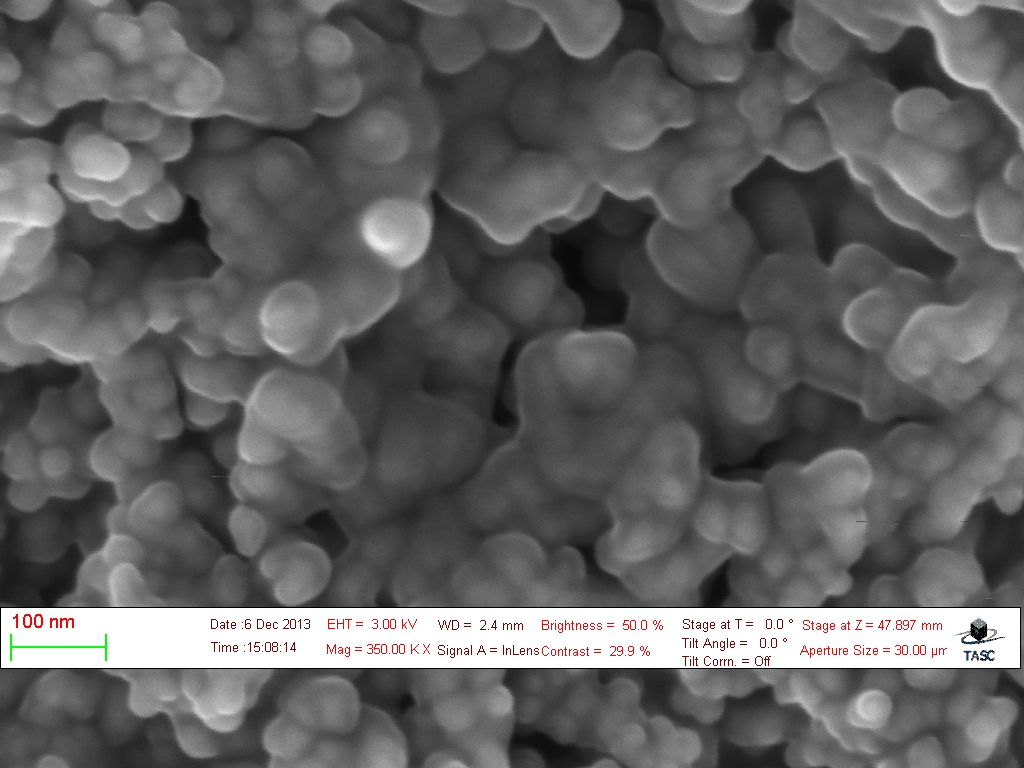 100 nm
Date :6 Dec 2013 EHT = 3.00 kV WD = 2.4 mm Brightness = 50.0 % Stage at T = 0.0 ° Stage at Z = 47.897 mm
Time :15:08:14 Mag = 350.00 K X Signal A = InLens Contrast = 29.9 % Tilt Angle = 0.0 ° Aperture Size = 30.00 µm
Tilt Corrn. = Off
TASC